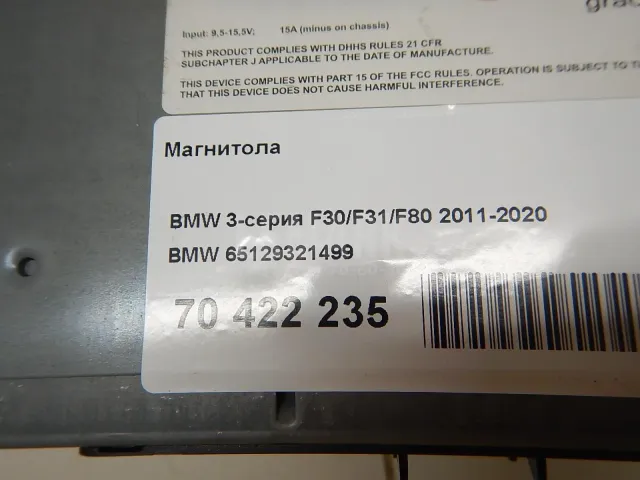 Input: 9,5-15,5V; 15A (minus on chassis)
THIS PRODUCT COMPLIES WITH DHHS RULES 21 CFR
SUBCHAPTER J APPLICABLE TO THE DATE OF MANUFACTURE.
THIS DEVICE COMPLIES WITH PART 15 OF THE FCC RULES. OPERATION IS SUBJECT TO
THAT THIS DEVICE DOES NOT CAUSE HARMFUL INTERFERENCE.
Магнитола
BMW 3-серия F30/F31/F80 2011-2020
BMW 65129321499
70 422 235